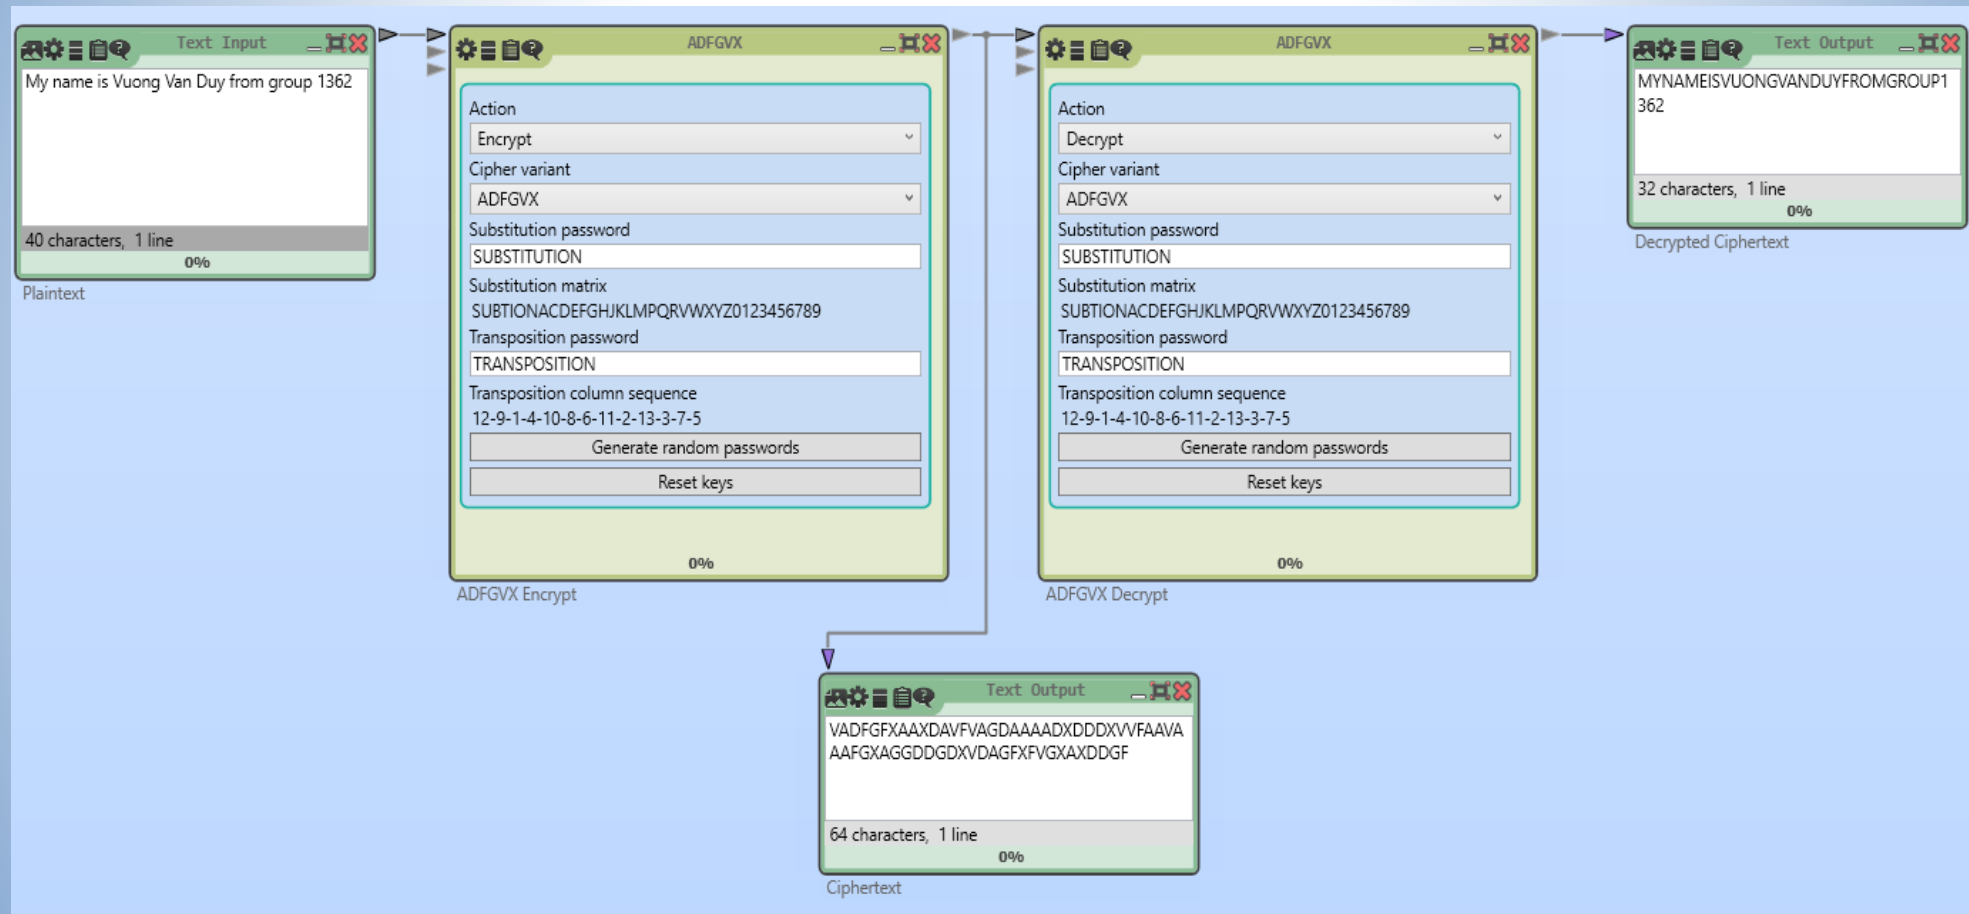 Text Input
My name is Vuong Van Duy from group 1362
40 characters, 1 line
0%
Plaintext
ADFGVX
Action
Encrypt
Cipher variant
ADFGVX
Substitution password
SUBSTITUTION
Substitution matrix
SUBTIONACDEFGHJKLMPQRVWXYZ0123456789
Transposition password
TRANSPOSITION
Transposition column sequence
12-9-1-4-10-8-6-11-2-13-3-7-5
Generate random passwords
Reset keys
0%
ADFGVX Encrypt
ADFGVX
Action
Decrypt
Cipher variant
ADFGVX
Substitution password
SUBSTITUTION
Substitution matrix
SUBTIONACDEFGHJKLMPQRVWXYZ0123456789
Transposition password
TRANSPOSITION
Transposition column sequence
12-9-1-4-10-8-6-11-2-13-3-7-5
Generate random passwords
Reset keys
0%
ADFGVX Decrypt
Text Output
MYNAMEISVUONGVANDUYFROMGROUP1
362
32 characters, 1 line
0%
Decrypted Ciphertext
Text Output
VADFGFXAAXDAVFVAGDAAAADXDDDXVVFAAVA
AAFGXAGGDDGDXVDAGFXFVGXAXDDGF
64 characters, 1 line
0%
Ciphertext